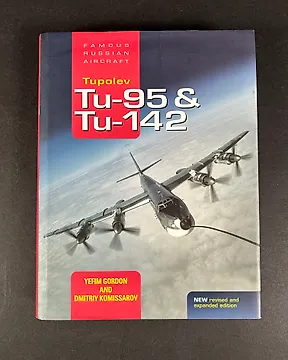 FAMOUS
RUSSIAN
AIRCRAFT
Tupolev
Tu-95 &
Tu-142
YEFIM GORDON
AND
DMITRIY KOMISSAROV
NEW revised and
expanded edition